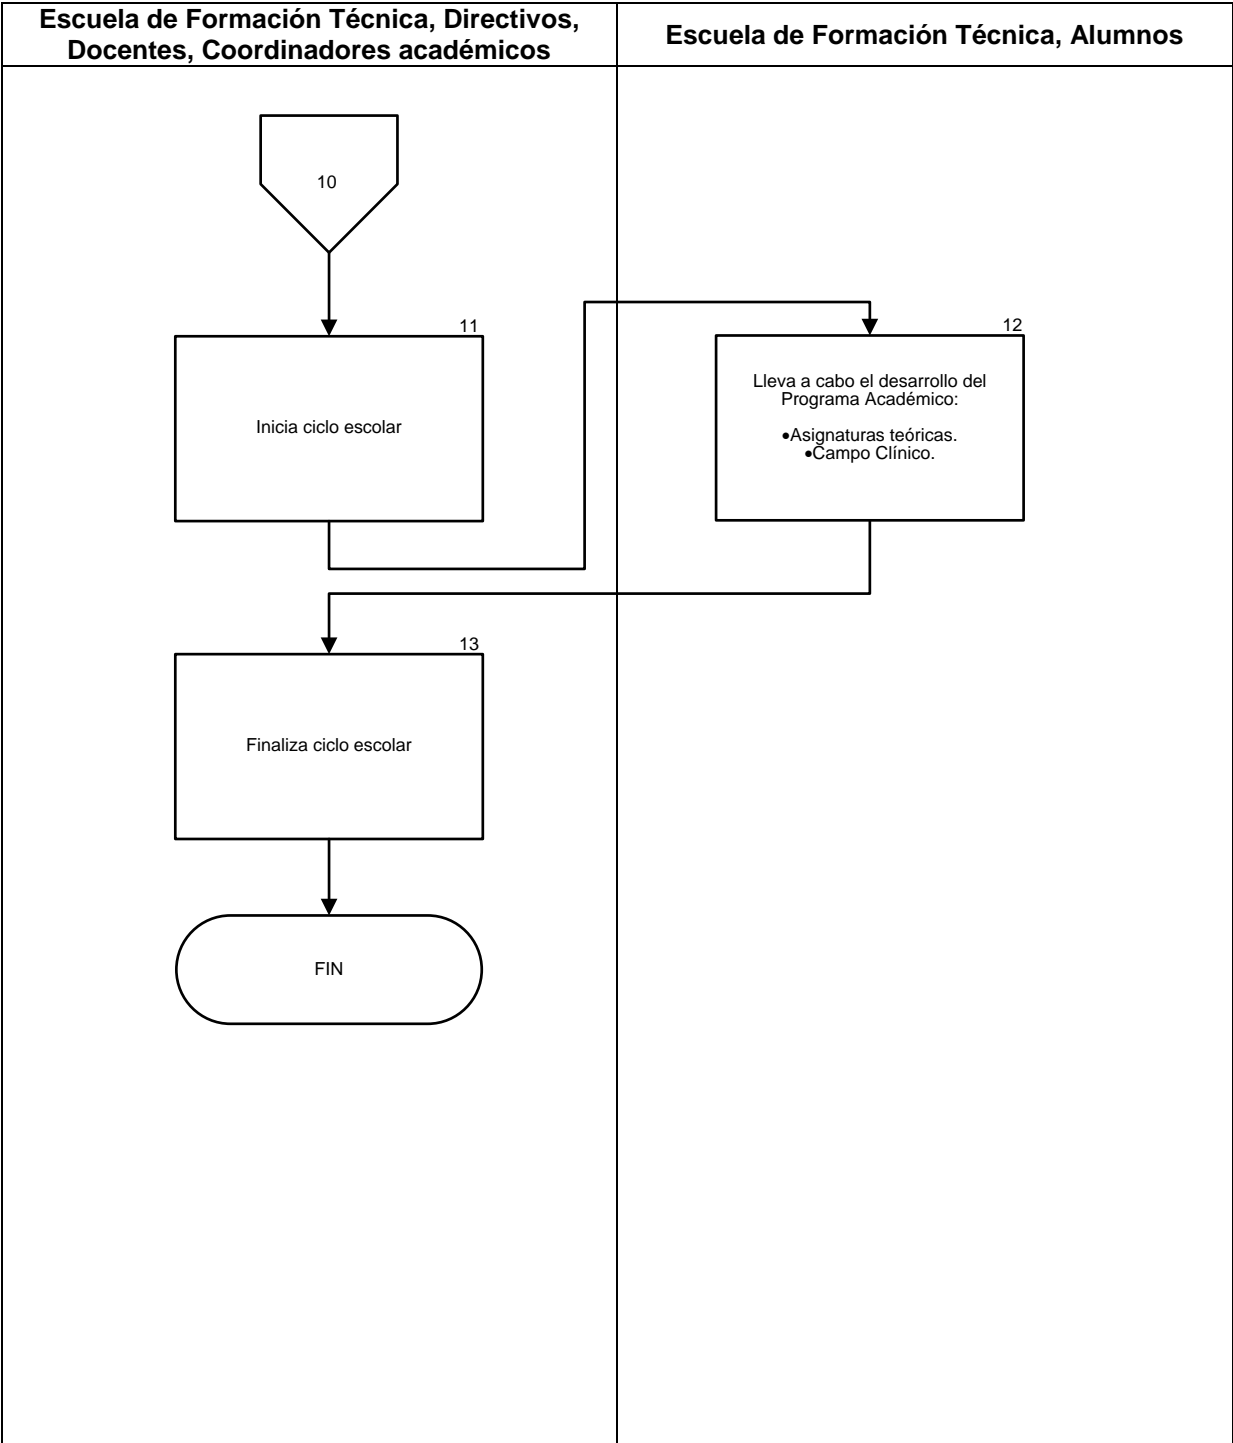 Escuela de Formación Técnica, Directivos,
Docentes, Coordinadores académicos
Escuela de Formación Técnica, Alumnos
10
11
Inicia ciclo escolar
12
Lleva a cabo el desarrollo del
Programa Académico:
•Asignaturas teóricas.
•Campo Clínico.
13
Finaliza ciclo escolar
FIN